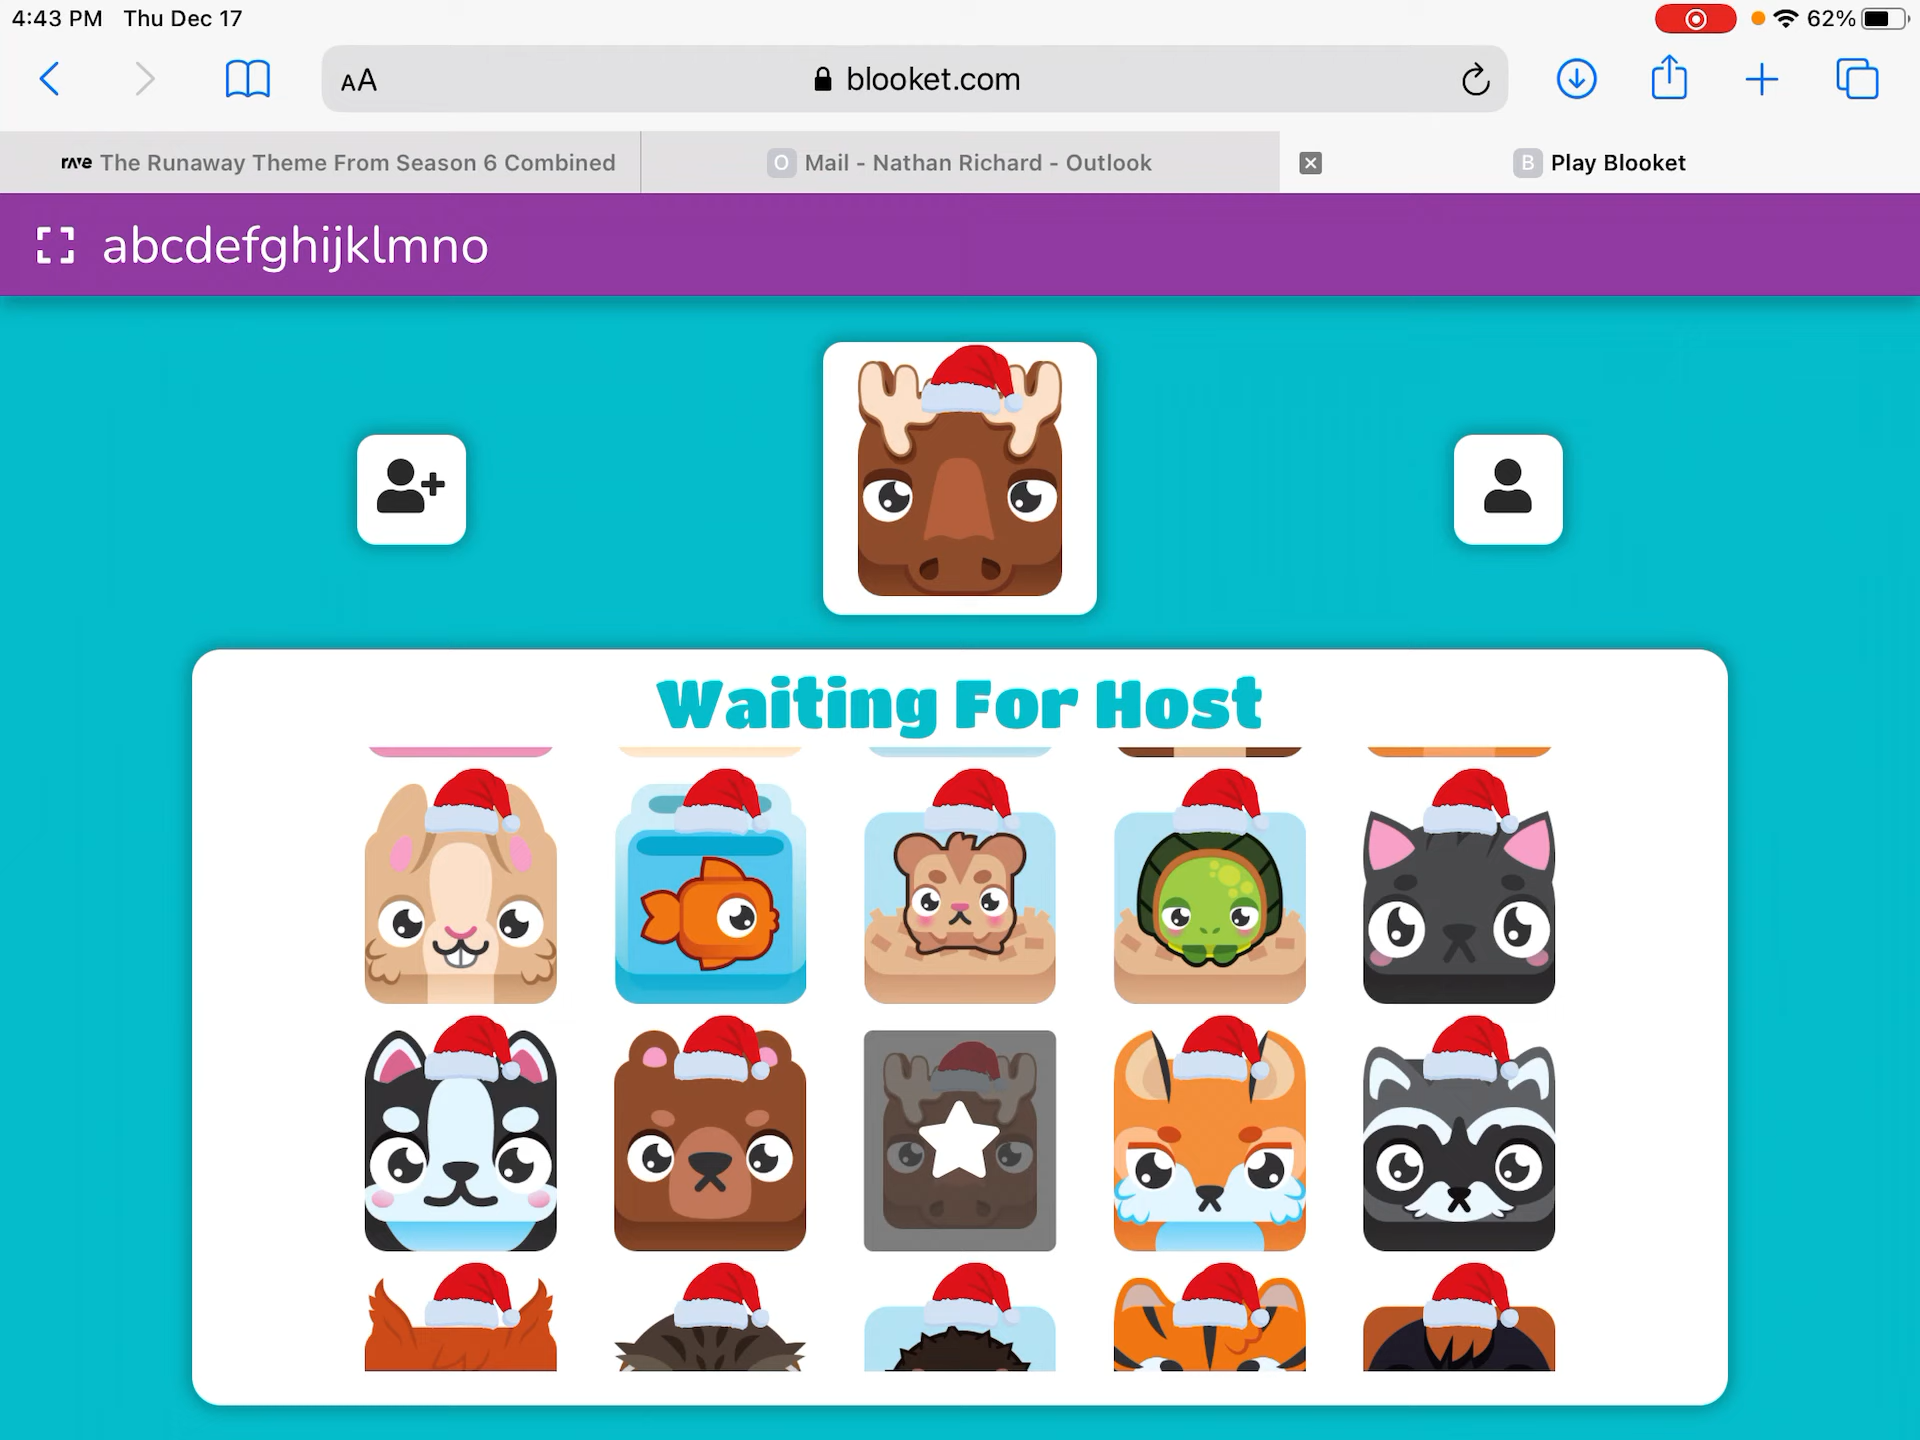 4:43 PM Thu Dec 17
62%
AA
blooket.com
rave The Runaway Theme From Season 6 Combined
O Mail - Nathan Richard - Outlook
B Play Blooket
abcdefghijklmno
Waiting For Host